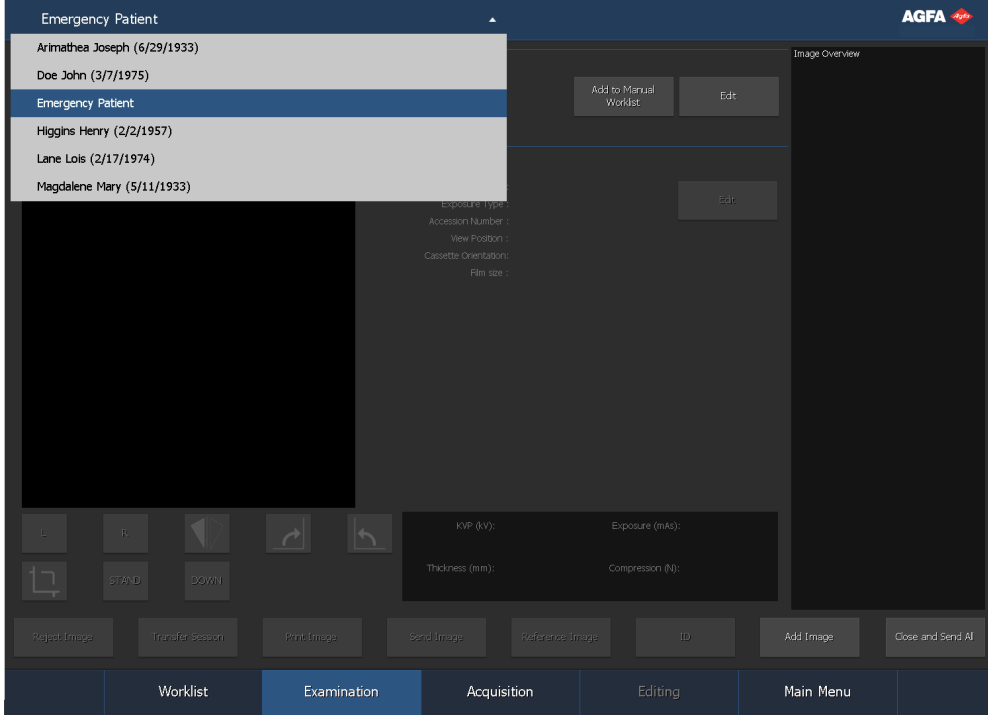 Emergency Patient
AGFA Agfa
Arimathea Joseph (6/29/1933)
Doe John (3/7/1975)
Emergency Patient
Higgins Henry (2/2/1957)
Lane Lois (2/17/1974)
Magdalene Mary (5/11/1933)
Add to Manual
Worklist
Edit
Image Overview
:
Exposure Type :
Edit
Accession Number :
View Position :
Cassette Orientation:
Film size :
L
R
STAND
DOWN
KVP (kV):
Exposure (mAs):
Thickness (mm):
Compression (N):
Reject Image
Transfer Session
Print Image
Send Image
Reference Image
ID
Add Image
Close and Send All
Worklist
Examination
Acquisition
Editing
Main Menu